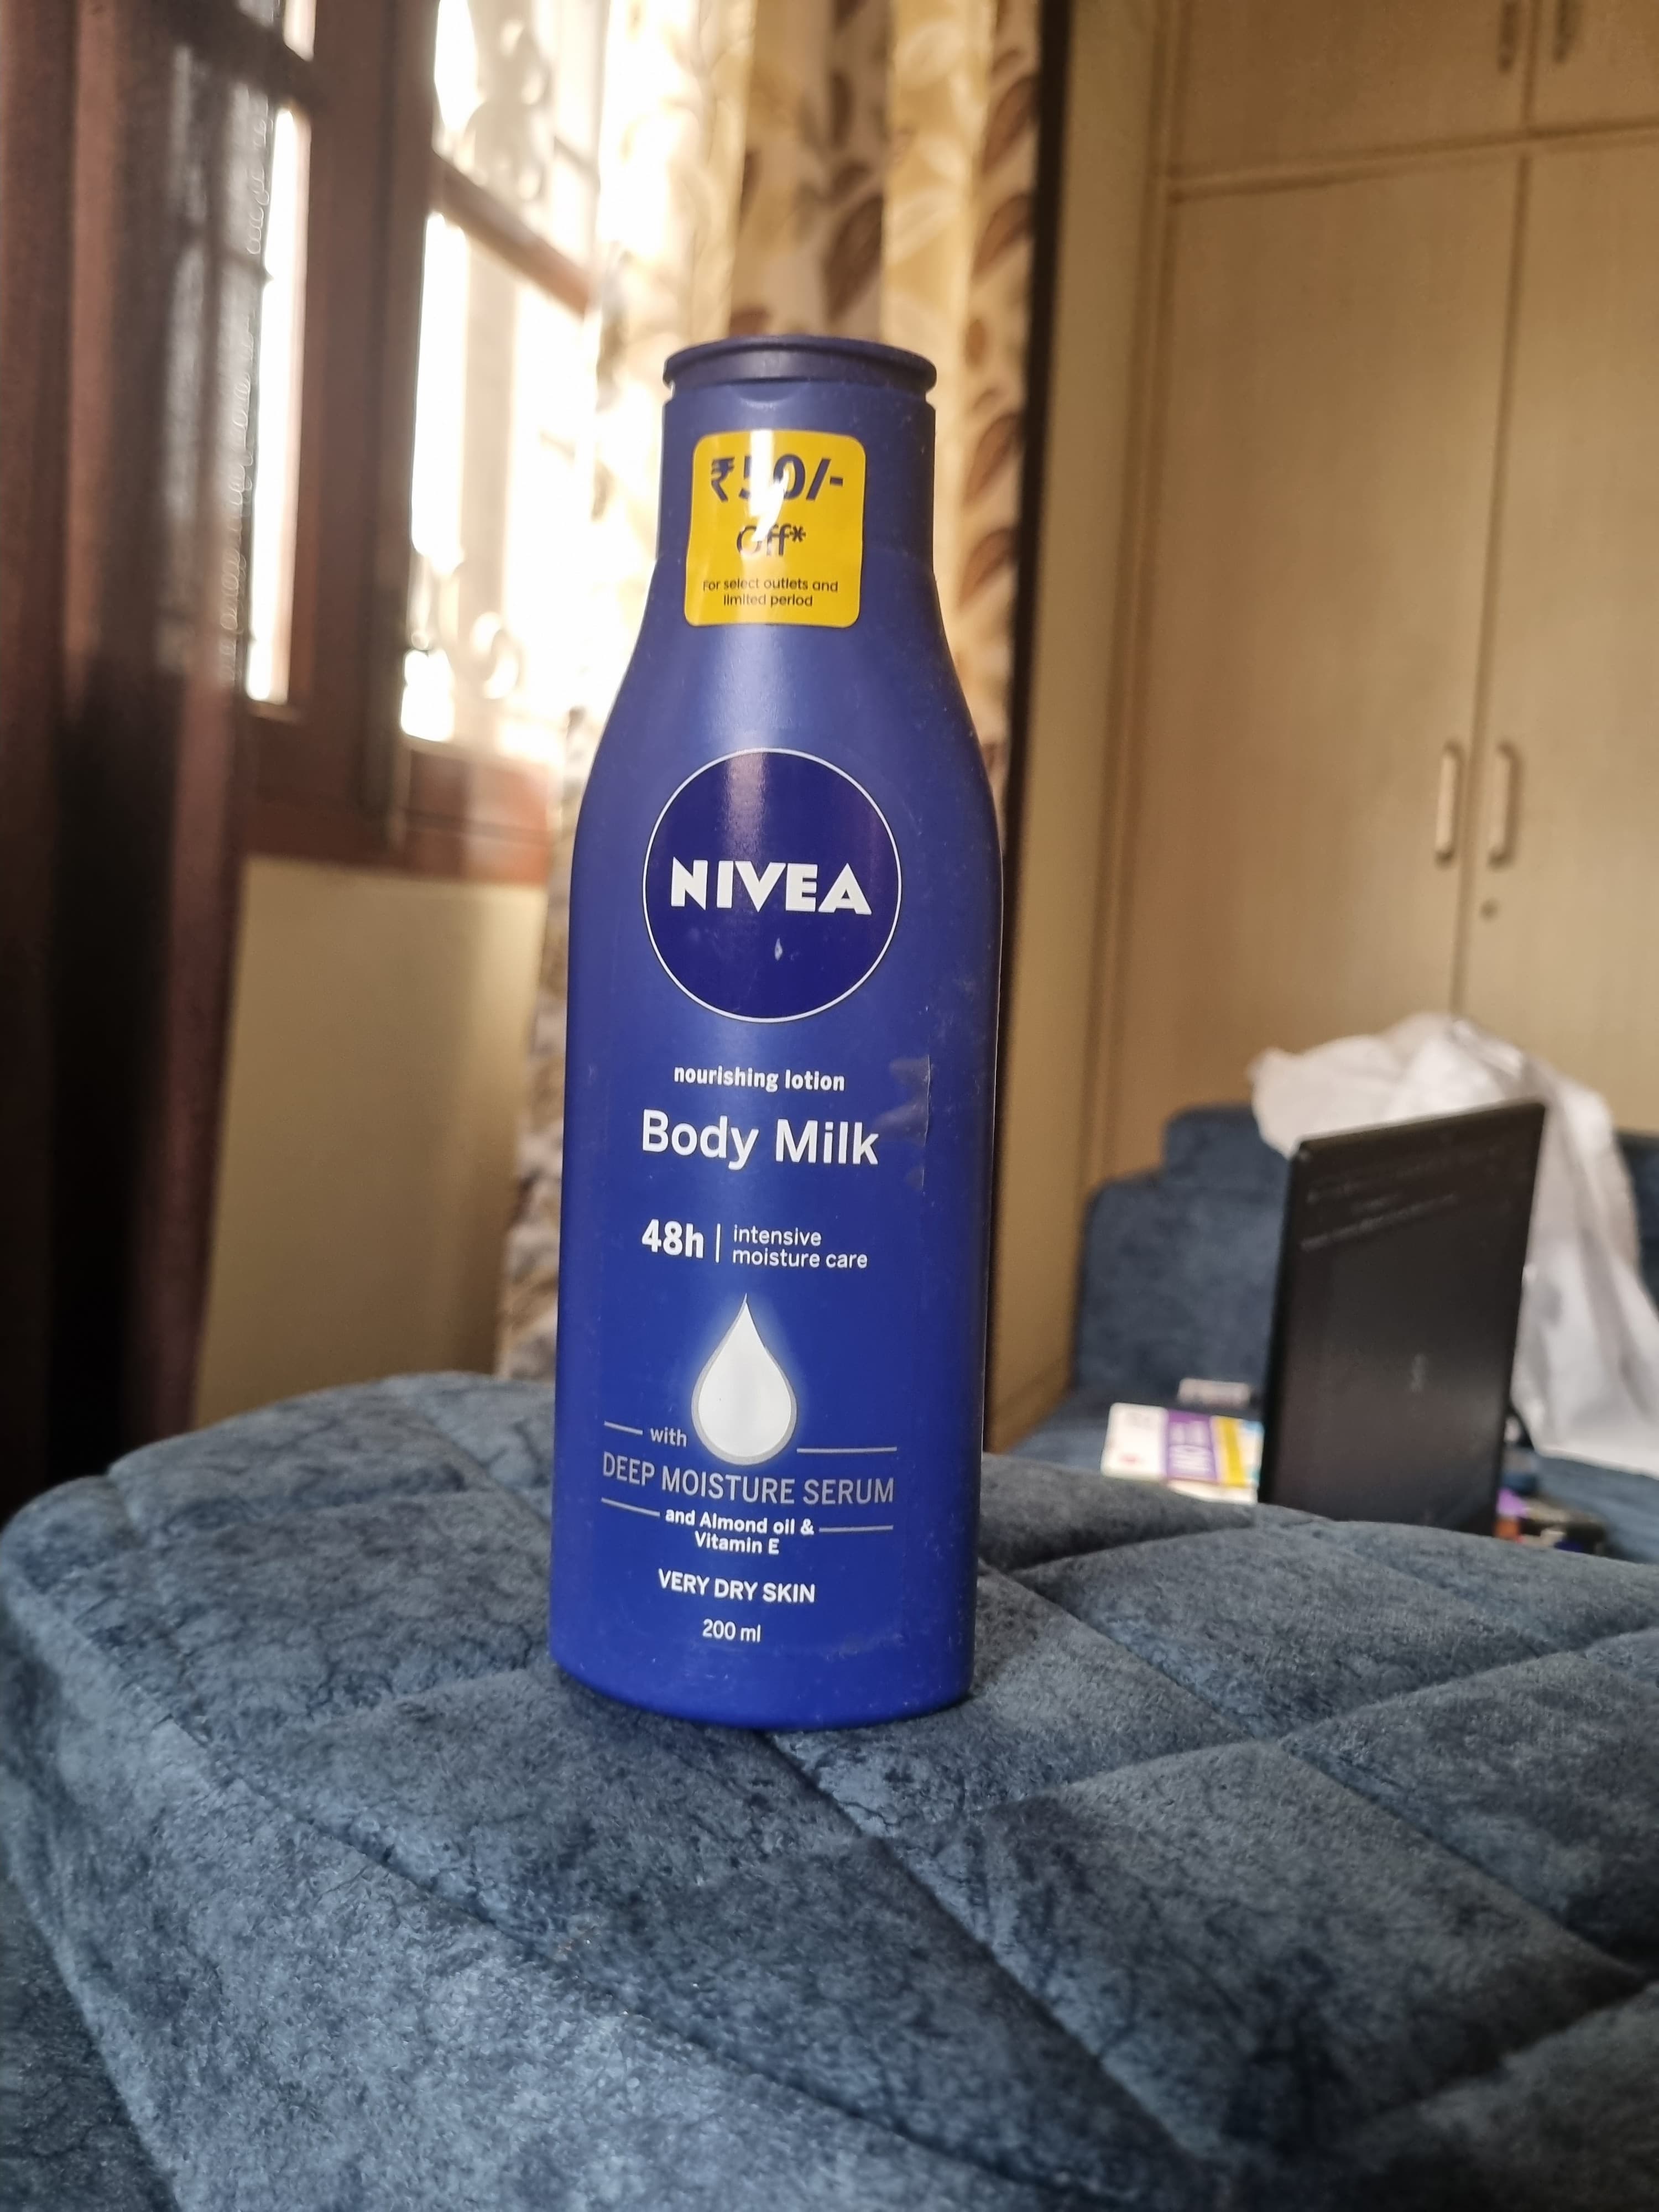 ₹50/-
Off*
For select outlets and
limited period
NIVEA
nourishing lotion
Body Milk
48h | intensive
moisture care
with
DEEP MOISTURE SERUM
and Almond oil &
Vitamin E
VERY DRY SKIN
200 ml